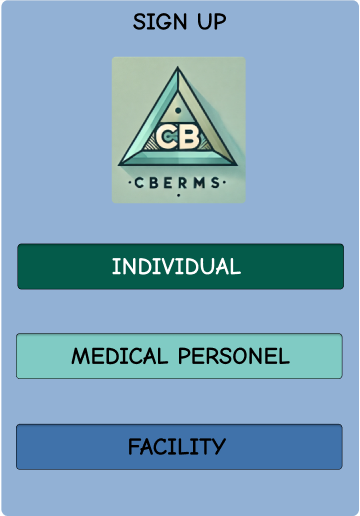 SIGN UP
CB
·CBERMS·
INDIVIDUAL
MEDICAL PERSONEL
FACILITY